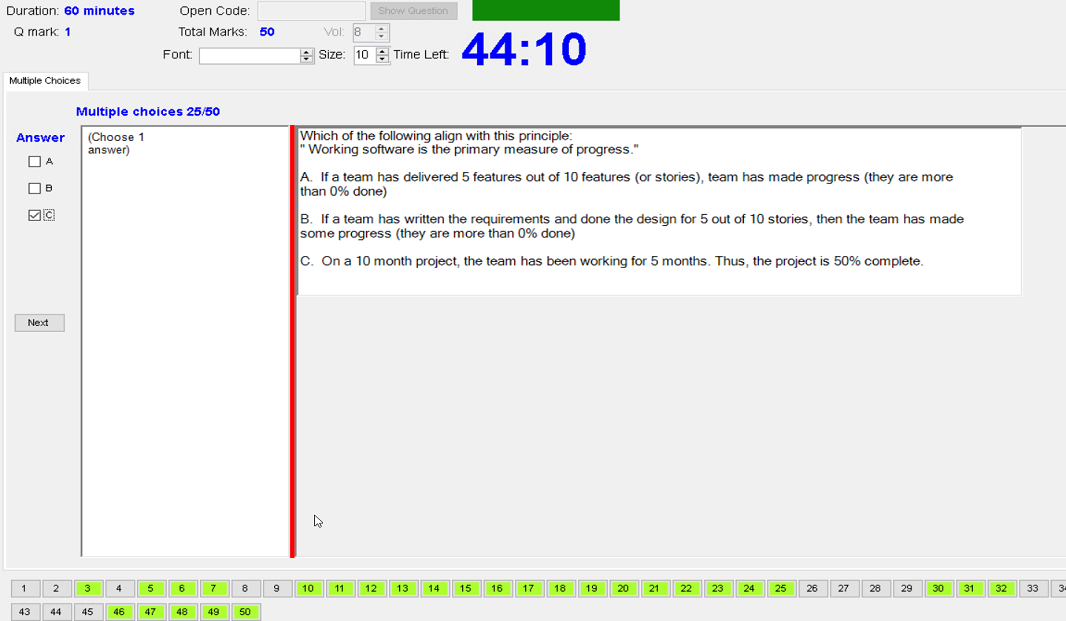 Duration: 60 minutes Open Code: Show Question
Q mark: 1 Total Marks: 50 Vol: 8
Font: Size: 10 Time Left: 44:10
Multiple Choices
Multiple choices 25/50
Answer
A
B
C
Next
(Choose 1
answer)
Which of the following align with this principle:
" Working software is the primary measure of progress."
A. If a team has delivered 5 features out of 10 features (or stories), team has made progress (they are more
than 0% done)
B. If a team has written the requirements and done the design for 5 out of 10 stories, then the team has made
some progress (they are more than 0% done)
C. On a 10 month project, the team has been working for 5 months. Thus, the project is 50% complete.
1 2 3 4 5 6 7 8 9 10 11 12 13 14 15 16 17 18 19 20 21 22 23 24 25 26 27 28 29 30 31 32 33
43 44 45 46 47 48 49 50